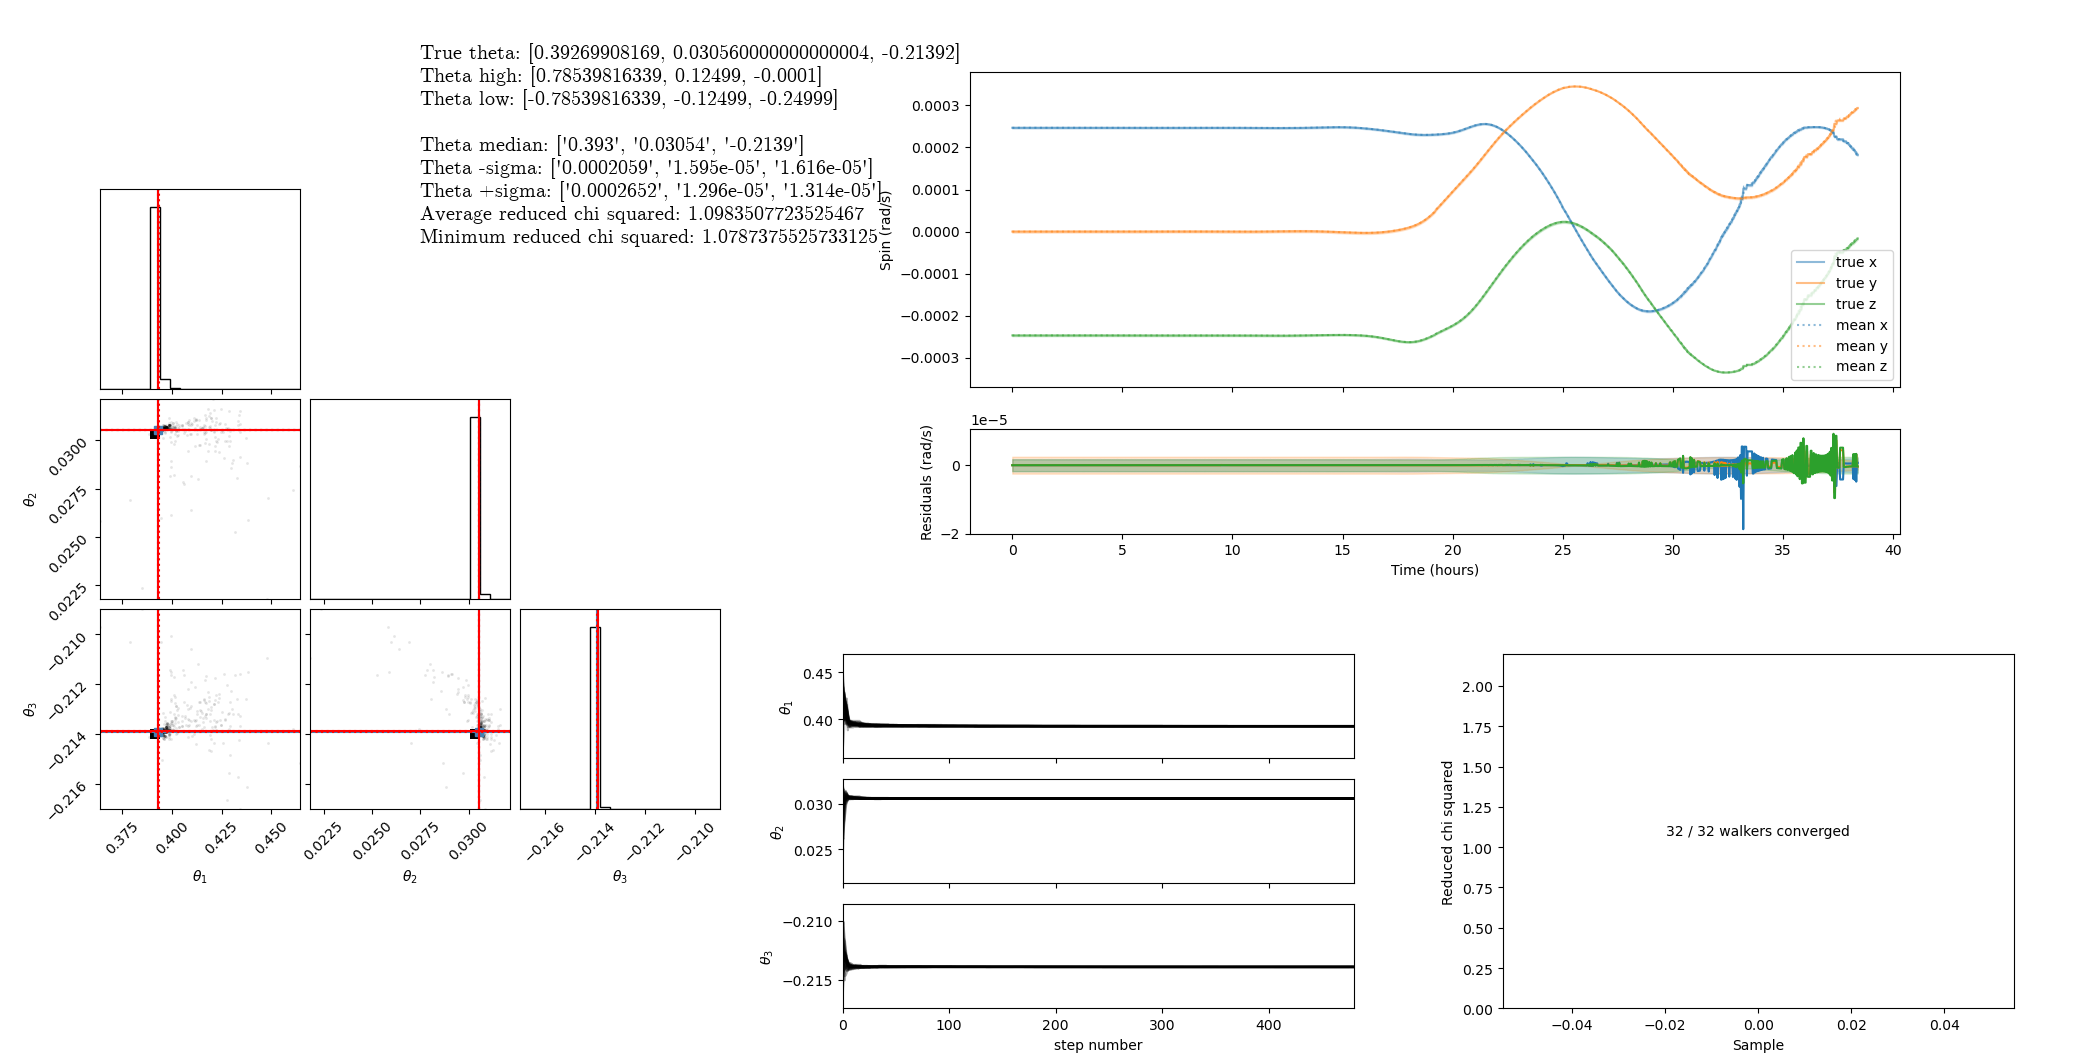 True theta: [0.39269908169, 0.030560000000000004, -0.21392]
Theta high: [0.78539816339, 0.12499, -0.0001]
Theta low: [-0.78539816339, -0.12499, -0.24999]
Theta median: ['0.393', '0.03054', '-0.2139']
Theta -sigma: ['0.0002059', '1.595e-05', '1.616e-05']
Theta +sigma: ['0.0002652', '1.296e-05', '1.314e-05']
Average reduced chi squared: 1.0983507723525467
Minimum reduced chi squared: 1.0787375525733125
Spin (rad/s)
0.0003
0.0002
0.0001
0.0000
−0.0001
−0.0002
−0.0003
true x
true y
true z
mean x
mean y
mean z
1e−5
Residuals (rad/s)
0
−2
0 5 10 15 20 25 30 35 40
Time (hours)
θ2
0.0300
0.0275
0.0250
0.0225
θ3
−0.210
−0.212
−0.214
−0.216
0.375 0.400 0.425 0.450
θ1
0.0225 0.0250 0.0275 0.0300
θ2
−0.216 −0.214 −0.212 −0.210
θ3
θ1
0.45
0.40
θ2
0.030
0.025
θ3
−0.210
−0.215
0 100 200 300 400
step number
Reduced chi squared
2.00
1.75
1.50
1.25
1.00
0.75
0.50
0.25
0.00
32 / 32 walkers converged
−0.04 −0.02 0.00 0.02 0.04
Sample